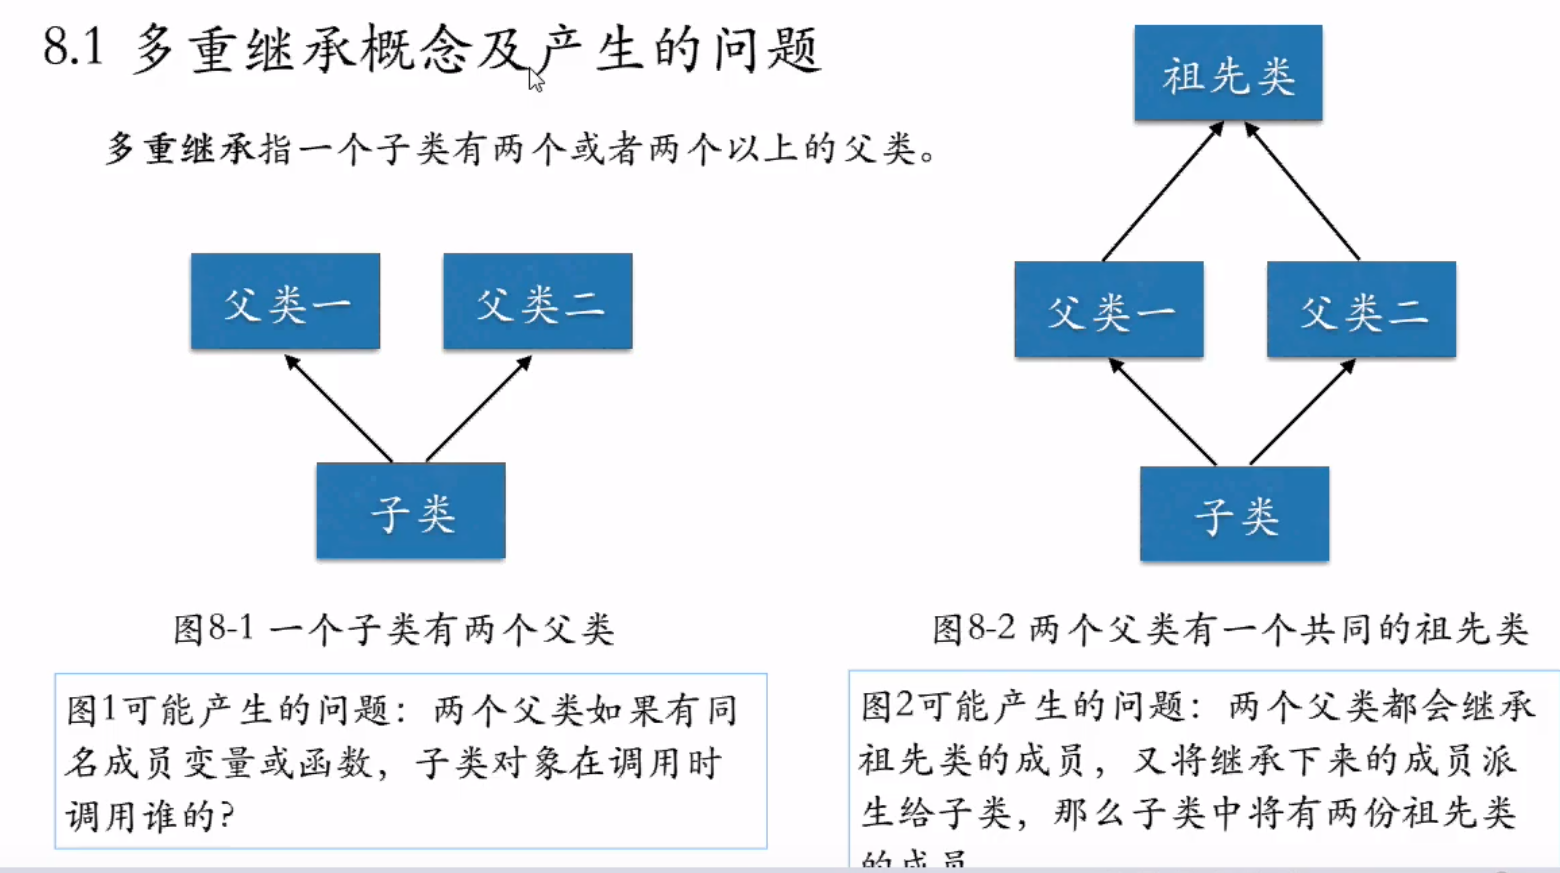 8.1 多重继承概念及产生的问题
多重继承指一个子类有两个或者两个以上的父类。
父类一
父类二
子类
图8-1 一个子类有两个父类
图1可能产生的问题：两个父类如果有同
名成员变量或函数，子类对象在调用时
调用谁的?
祖先类
父类一
父类二
子类
图8-2 两个父类有一个共同的祖先类
图2可能产生的问题：两个父类都会继承
祖先类的成员，又将继承下来的成员派
生给子类，那么子类中将有两份祖先类
的成员